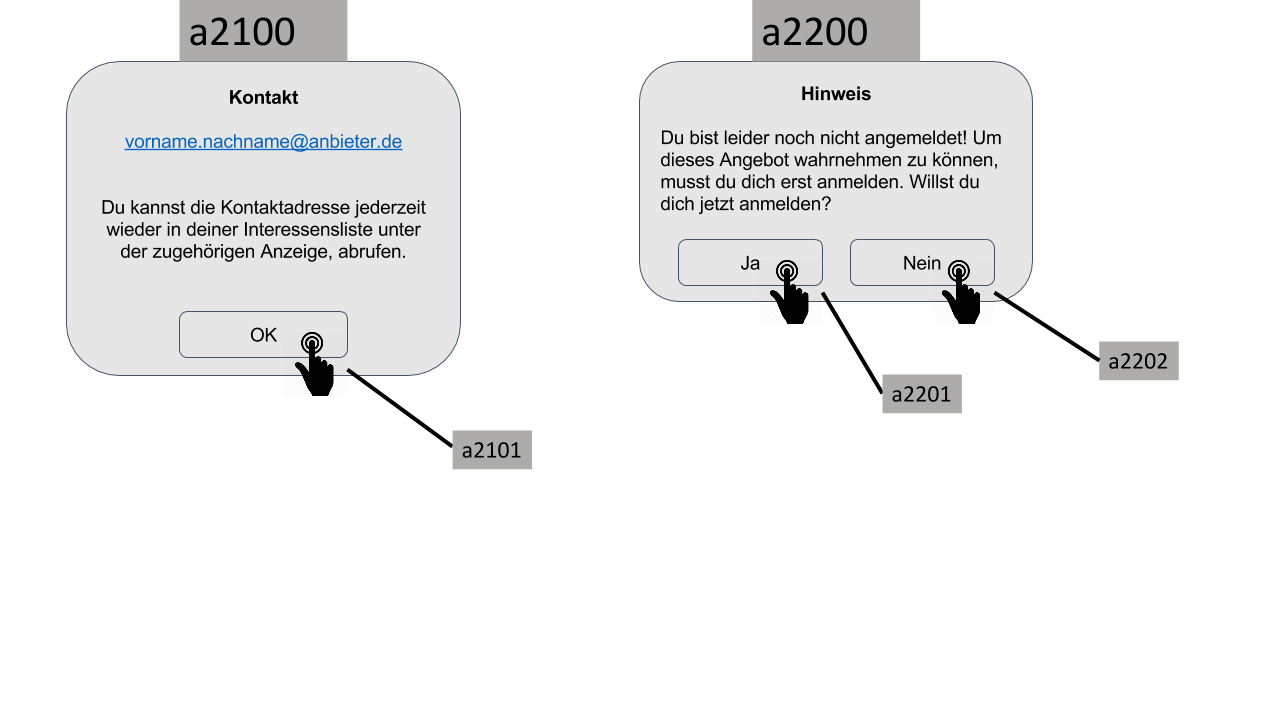 a2100
Kontakt
vorname.nachname@anbieter.de
Du kannst die Kontaktadresse jederzeit
wieder in deiner Interessensliste unter
der zugehörigen Anzeige, abrufen.
OK
a2101
a2200
Hinweis
Du bist leider noch nicht angemeldet! Um
dieses Angebot wahrnehmen zu können,
musst du dich erst anmelden. Willst du
dich jetzt anmelden?
Ja
Nein
a2201
a2202